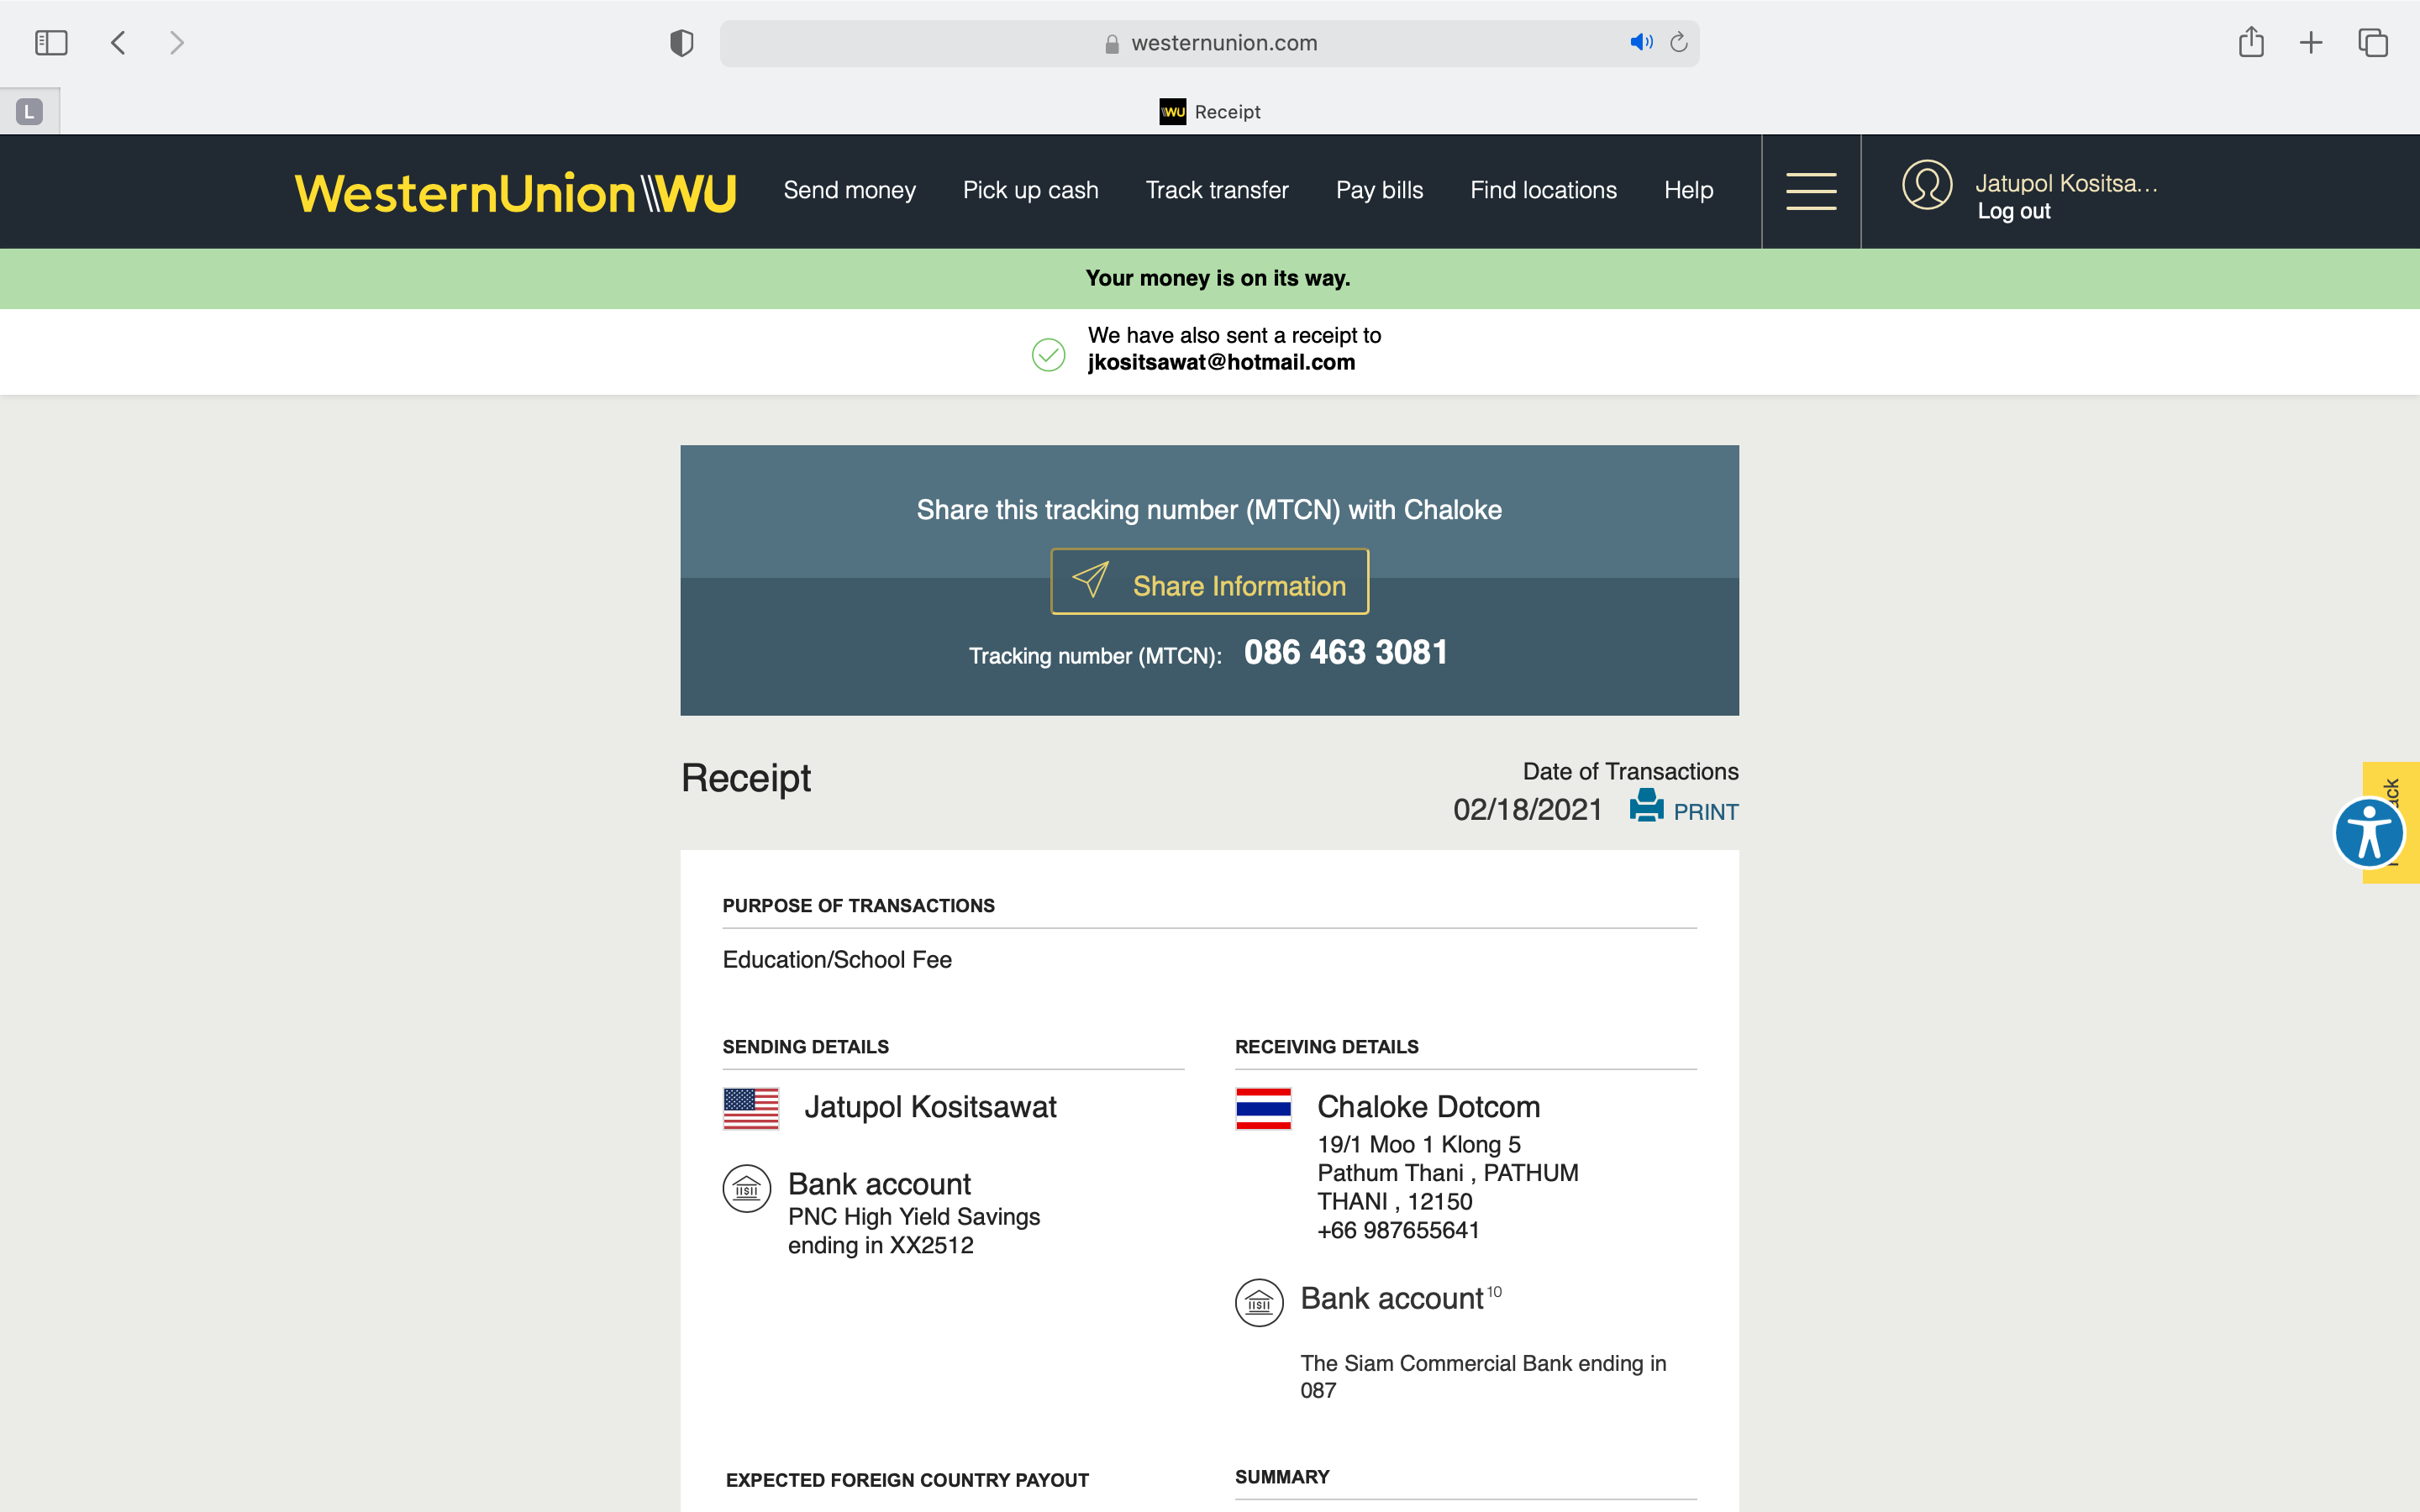 westernunion.com
L
WU Receipt
WesternUnion WU
Send money
Pick up cash
Track transfer
Pay bills
Find locations
Help
Jatupol Kositsa...
Log out
Your money is on its way.
We have also sent a receipt to
jkositsawat@hotmail.com
Share this tracking number (MTCN) with Chaloke
Share Information
Tracking number (MTCN): 086 463 3081
Receipt
Date of Transactions
02/18/2021 PRINT
PURPOSE OF TRANSACTIONS
Education/School Fee
SENDING DETAILS
Jatupol Kositsawat
Bank account
PNC High Yield Savings
ending in XX2512
RECEIVING DETAILS
Chaloke Dotcom
19/1 Moo 1 Klong 5
Pathum Thani , PATHUM
THANI , 12150
+66 987655641
Bank account10
The Siam Commercial Bank ending in
087
EXPECTED FOREIGN COUNTRY PAYOUT
SUMMARY